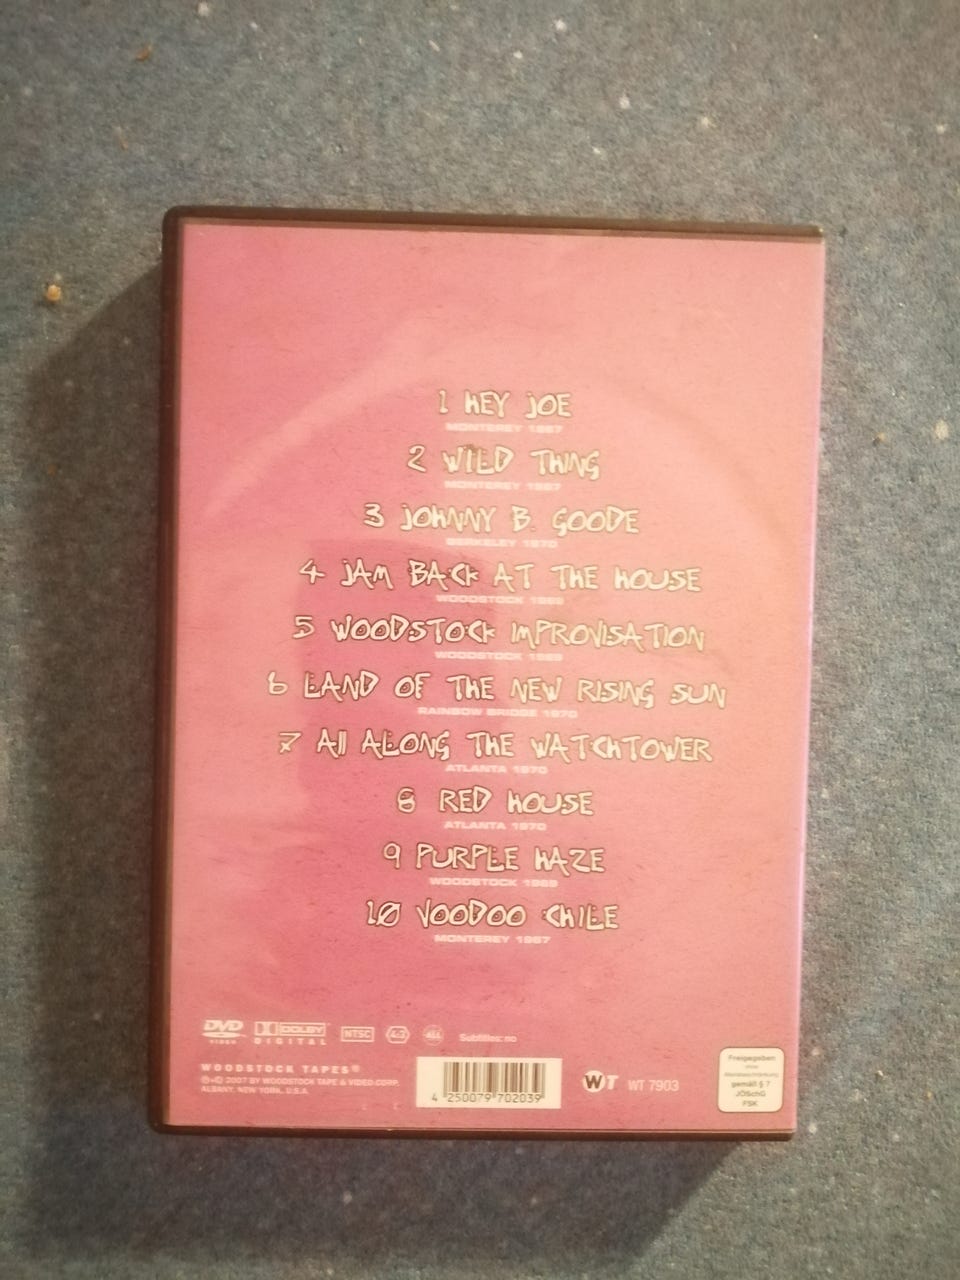 1 HEY JOE
MONTEREY 1967
2 WILD THING
MONTEREY 1967
3 JOHNNY B. GOODE
BERKELEY 1970
4 JAM BACK AT THE HOUSE
WOODSTOCK 1969
5 WOODSTOCK IMPROVISATION
WOODSTOCK 1969
6 LAND OF THE NEW RISING SUN
RAINBOW BRIDGE 1970
7 All ALONG THE WATCHTOWER
ATLANTA 1970
8 RED HOUSE
ATLANTA 1970
9 PURPLE HAZE
WOODSTOCK 1969
10 VOODOO CHILE
MONTEREY 1967
DVD VIDEO
DOLBY DIGITAL
NTSC
4:3
ALL
Subtitles: no
WOODSTOCK TAPES®
℗+© 2007 BY WOODSTOCK TAPE & VIDEO CORP.
ALBANY, NEW YORK, U.S.A.
4 250079 702039
WT WT 7903
Freigegeben
ohne
Altersbeschränkung
gemäß § 7
JÖSchG
FSK